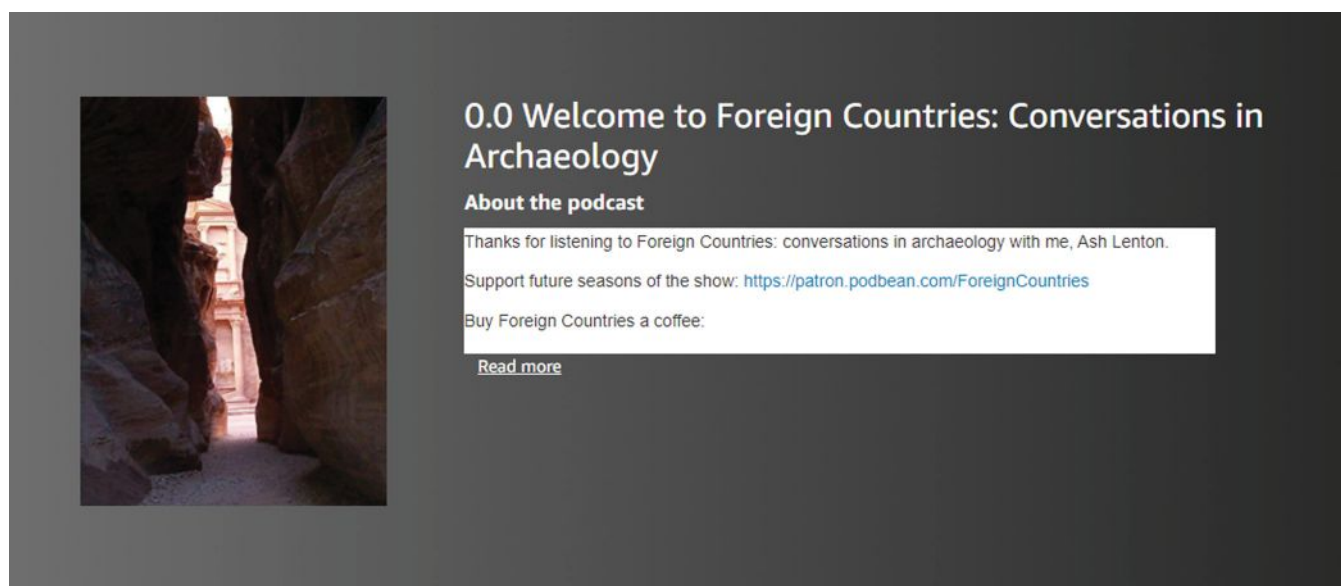 0.0 Welcome to Foreign Countries: Conversations in
Archaeology
About the podcast
Thanks for listening to Foreign Countries: conversations in archaeology with me, Ash Lenton.
Support future seasons of the show: https://patron.podbean.com/ForeignCountries
Buy Foreign Countries a coffee:
Read more